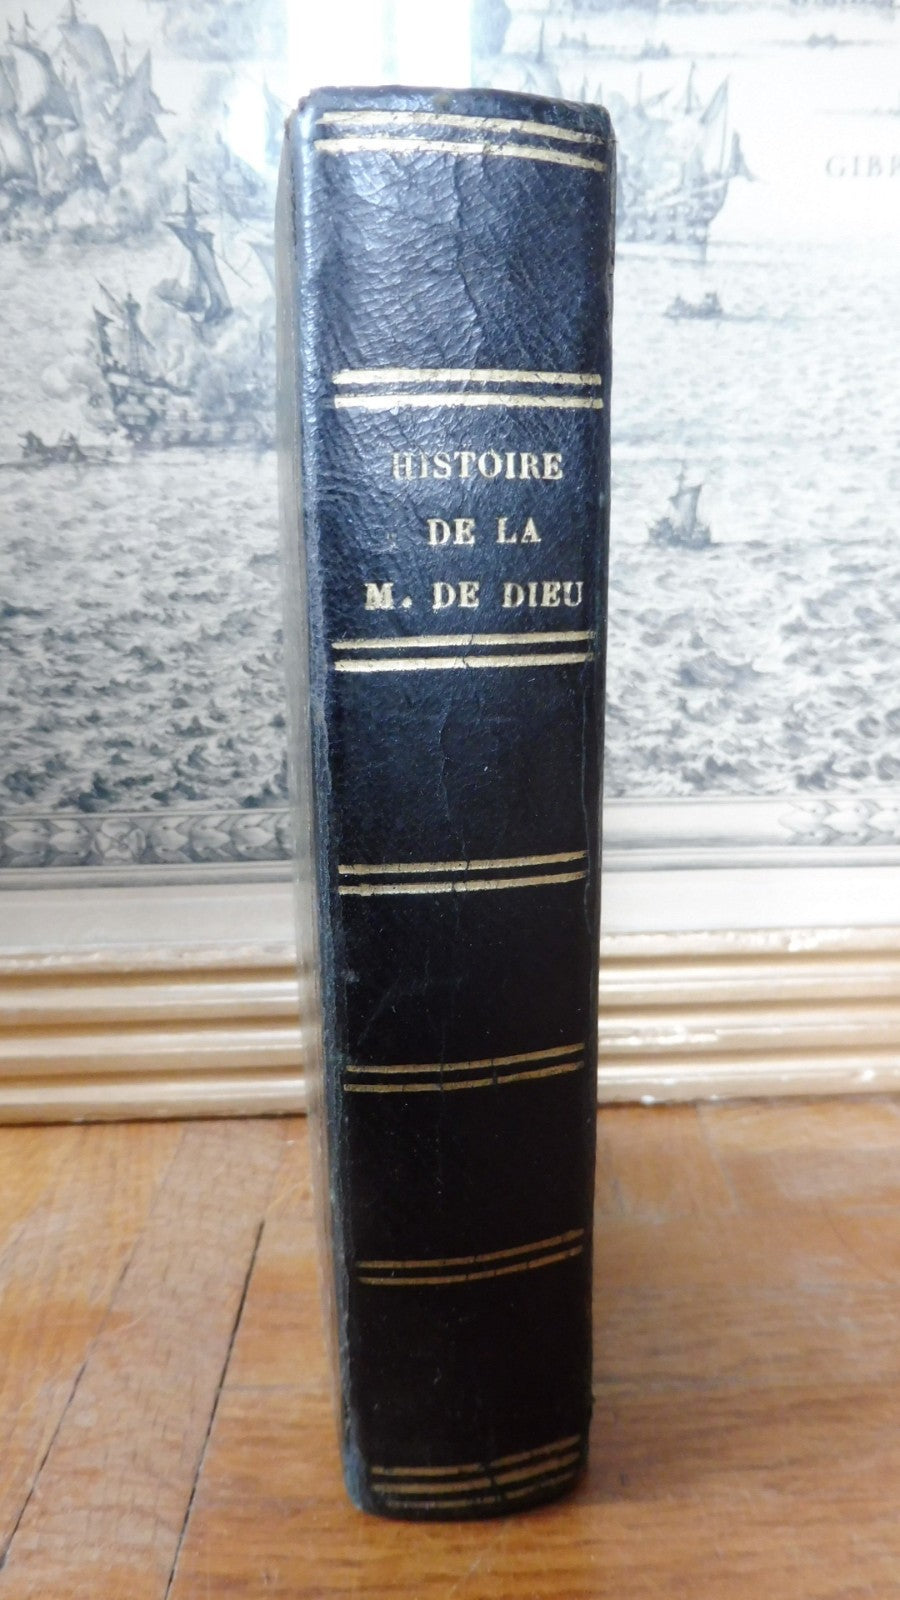 HISTOIRE
DE LA
M. DE DIEU